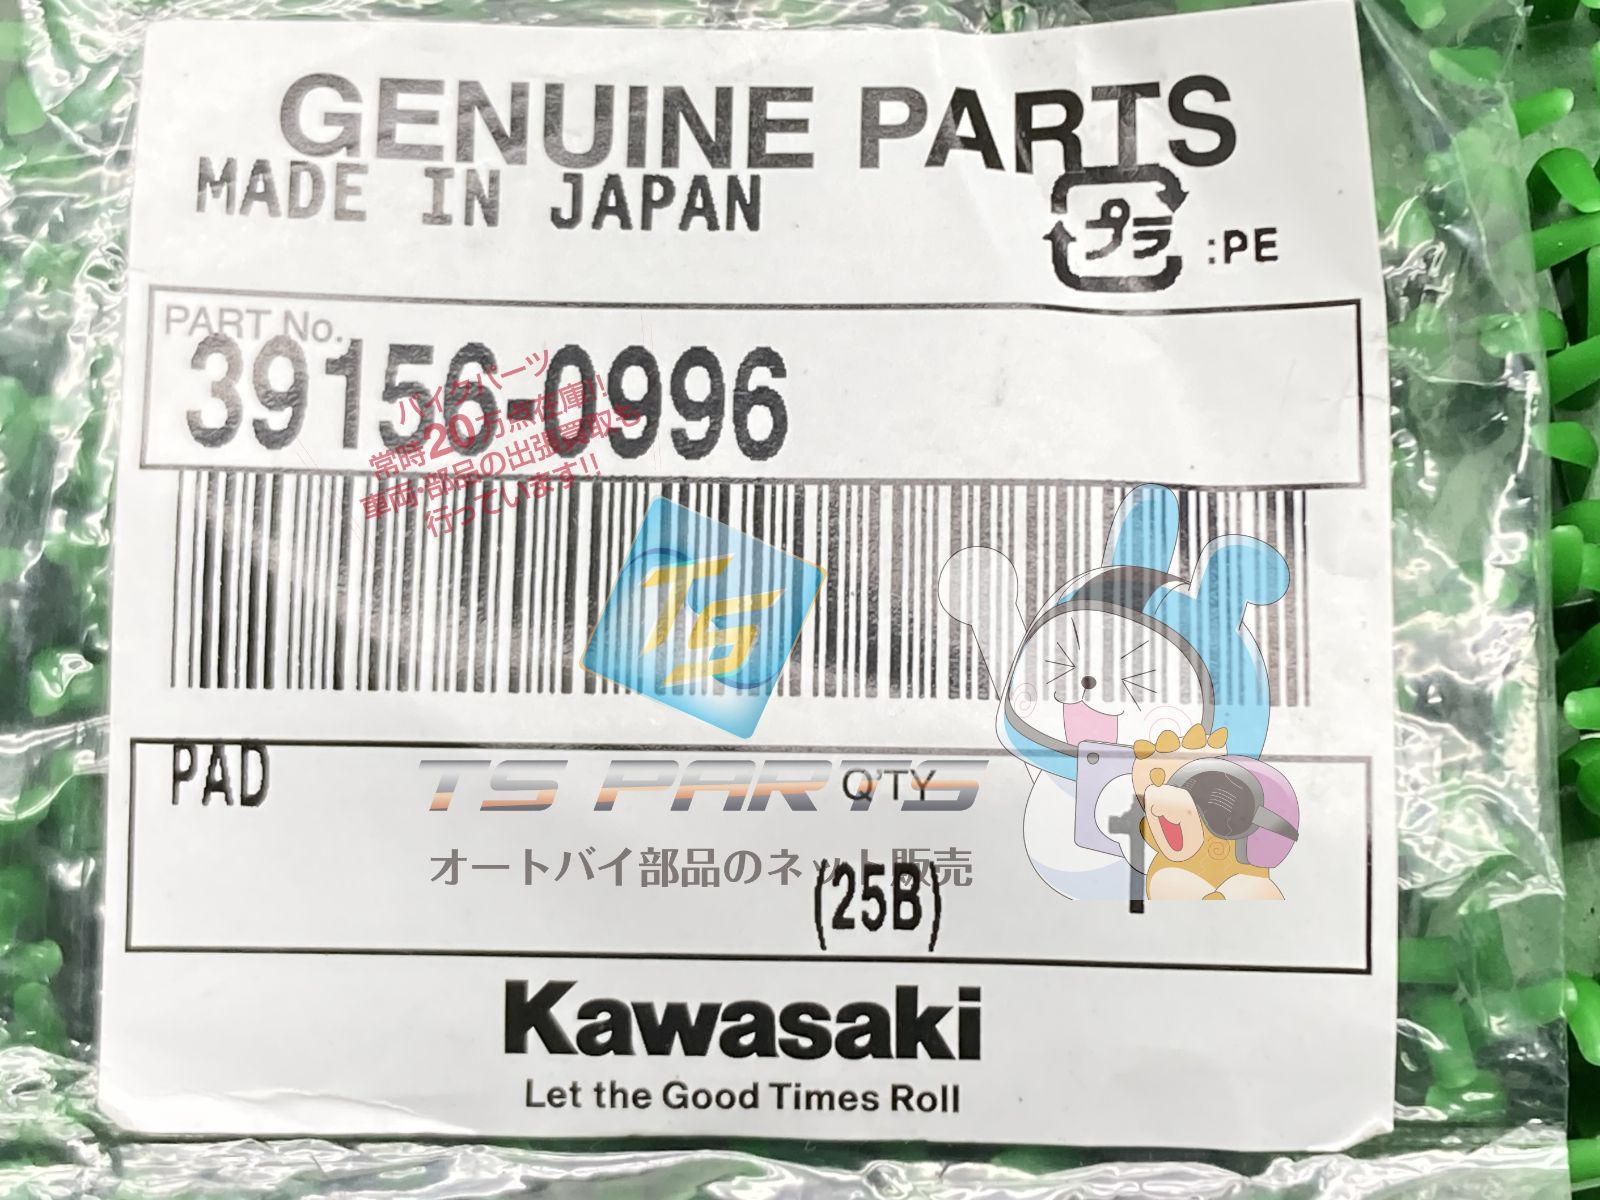 GENUINE PARTS
MADE IN JAPAN
プラ :PE
PART No.
39156-0996
バイクパーツ
常時20万点在庫!!
車両・部品の出張買取も
行っています!!
TS
PAD
Q'TY
TS PARTS
オートバイ部品のネット販売
(25B) 1
Kawasaki
Let the Good Times Roll